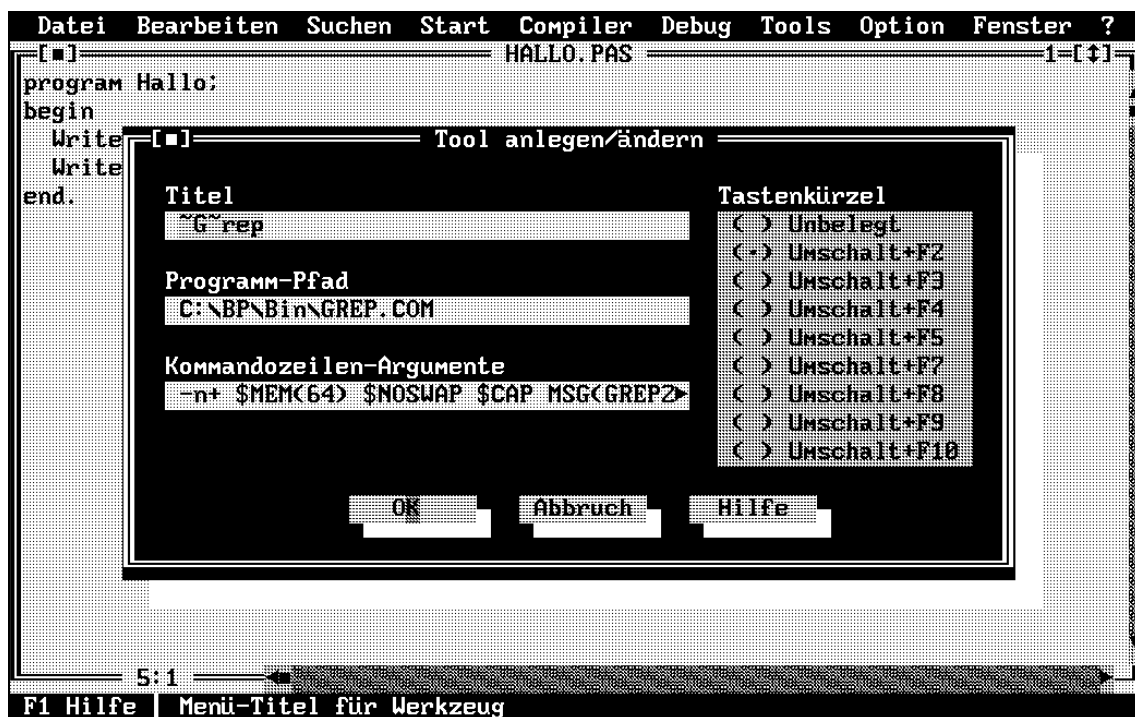 Datei Bearbeiten Suchen Start Compiler Debug Tools Option Fenster ?
[■] HALLO.PAS 1-[↕]
program Hallo;
begin
Write
Write
end.
[■] Tool anlegen/ändern
Titel
~G~rep
Programm-Pfad
C:\BP\Bin\GREP.COM
Kommandozeilen-Argumente
-n+ $MEM(64) $NOSWAP $CAP MSG(GREP2►
Tastenkürzel
( ) Unbelegt
(·) Umschalt+F2
( ) Umschalt+F3
( ) Umschalt+F4
( ) Umschalt+F5
( ) Umschalt+F7
( ) Umschalt+F8
( ) Umschalt+F9
( ) Umschalt+F10
OK Abbruch Hilfe
5:1
F1 Hilfe | Menü-Titel für Werkzeug